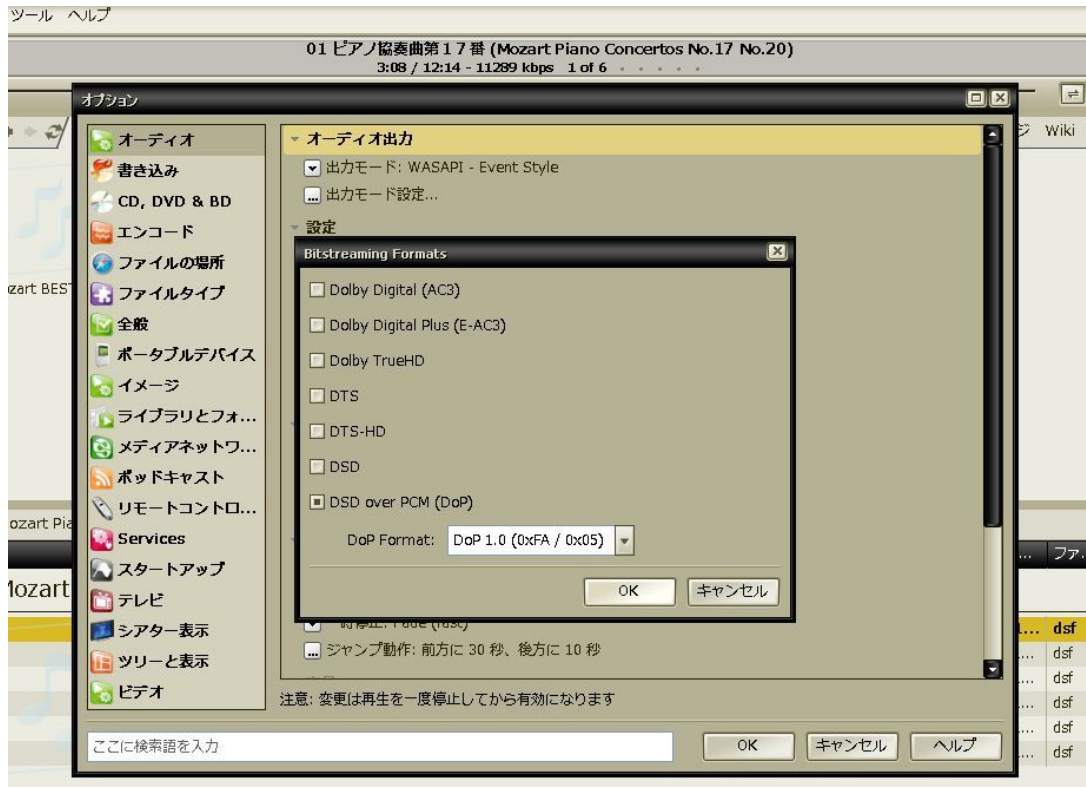 ツール ヘルプ
01 ピアノ協奏曲第１７番 (Mozart Piano Concertos No.17 No.20)
3:08 / 12:14 - 11289 kbps 1 of 6
オプション
ジ Wiki
オーディオ
書き込み
CD, DVD & BD
エンコード
ファイルの場所
ファイルタイプ
全般
ポータブルデバイス
イメージ
ライブラリとフォ...
メディアネットワ...
ポッドキャスト
リモートコントロ...
Services
スタートアップ
テレビ
シアター表示
ツリーと表示
ビデオ
オーディオ出力
出力モード: WASAPI - Event Style
出力モード設定...
設定
Bitstreaming Formats
Dolby Digital (AC3)
Dolby Digital Plus (E-AC3)
Dolby TrueHD
DTS
DTS-HD
DSD
DSD over PCM (DoP)
DoP Format: DoP 1.0 (0xFA / 0x05)
OK キャンセル
ジャンプ動作: 前方に 30 秒、後方に 10 秒
注意: 変更は再生を一度停止してから有効になります
ここに検索語を入力
OK キャンセル ヘルプ
zart BEST
ozart Pia
Mozart
... ファ.
1... dsf
... dsf
... dsf
... dsf
... dsf
... dsf